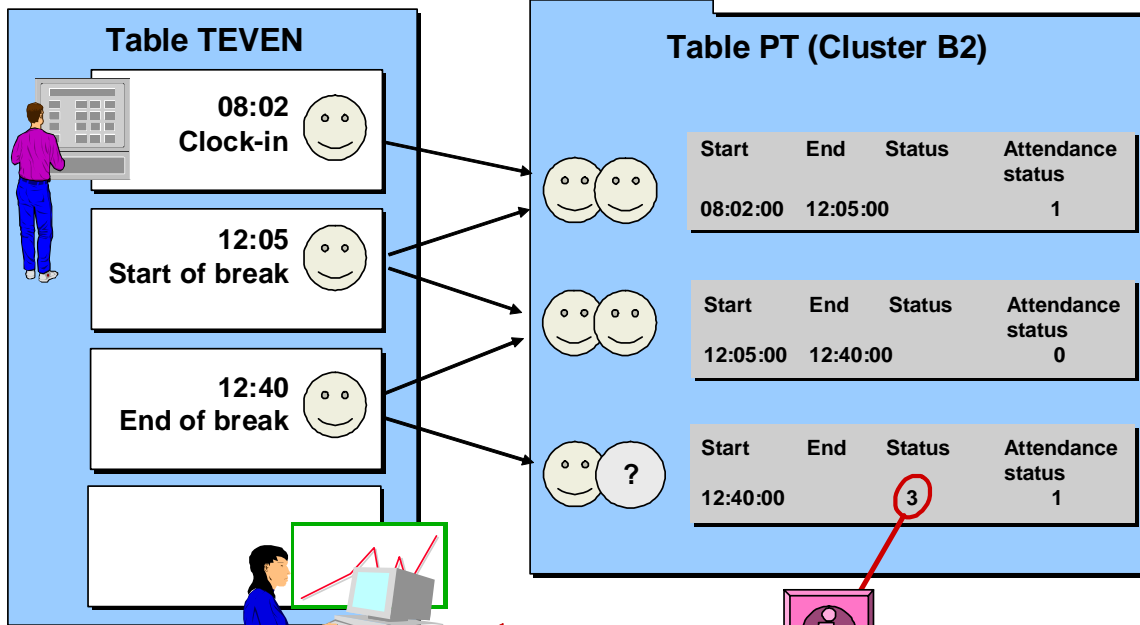 Table TEVEN
08:02
Clock-in
12:05
Start of break
12:40
End of break
Table PT (Cluster B2)
Start End Status Attendance
status
08:02:00 12:05:00 1
Start End Status Attendance
status
12:05:00 12:40:00 0
?
Start End Status Attendance
status
12:40:00 3 1